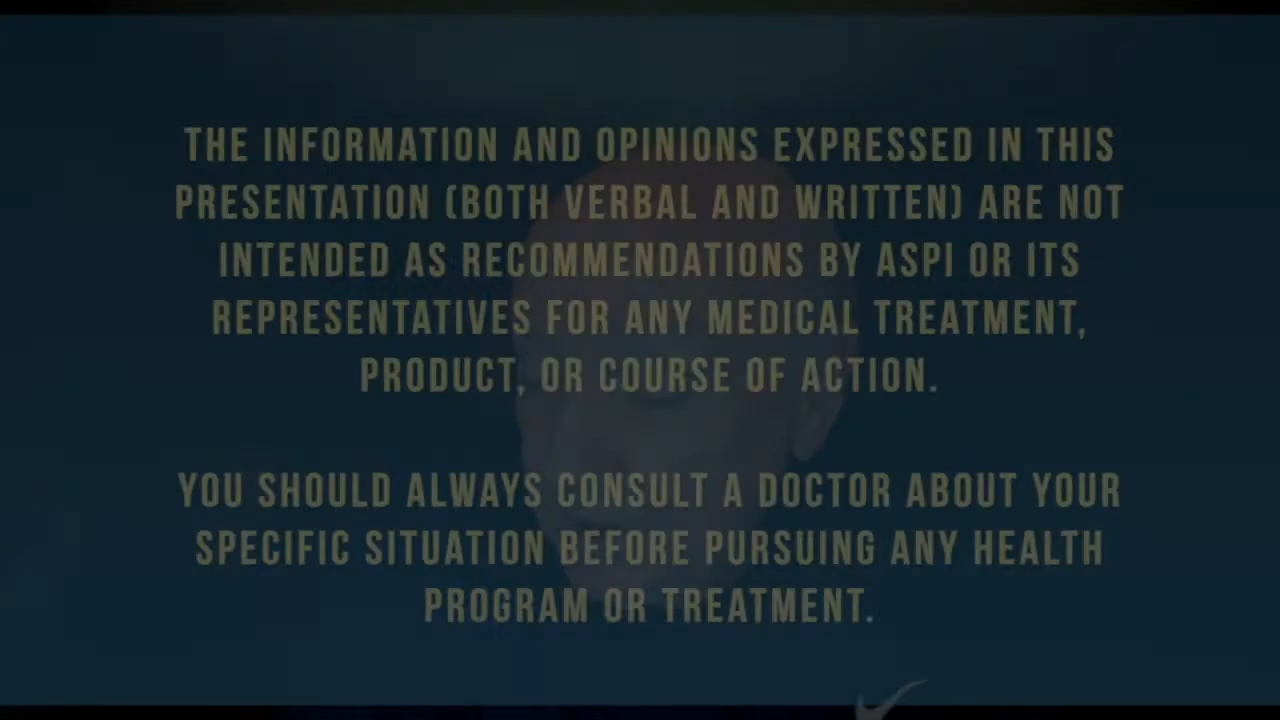 THE INFORMATION AND OPINIONS EXPRESSED IN THIS
PRESENTATION (BOTH VERBAL AND WRITTEN) ARE NOT
INTENDED AS RECOMMENDATIONS BY ASPI OR ITS
REPRESENTATIVES FOR ANY MEDICAL TREATMENT,
PRODUCT, OR COURSE OF ACTION.
YOU SHOULD ALWAYS CONSULT A DOCTOR ABOUT YOUR
SPECIFIC SITUATION BEFORE PURSUING ANY HEALTH
PROGRAM OR TREATMENT.